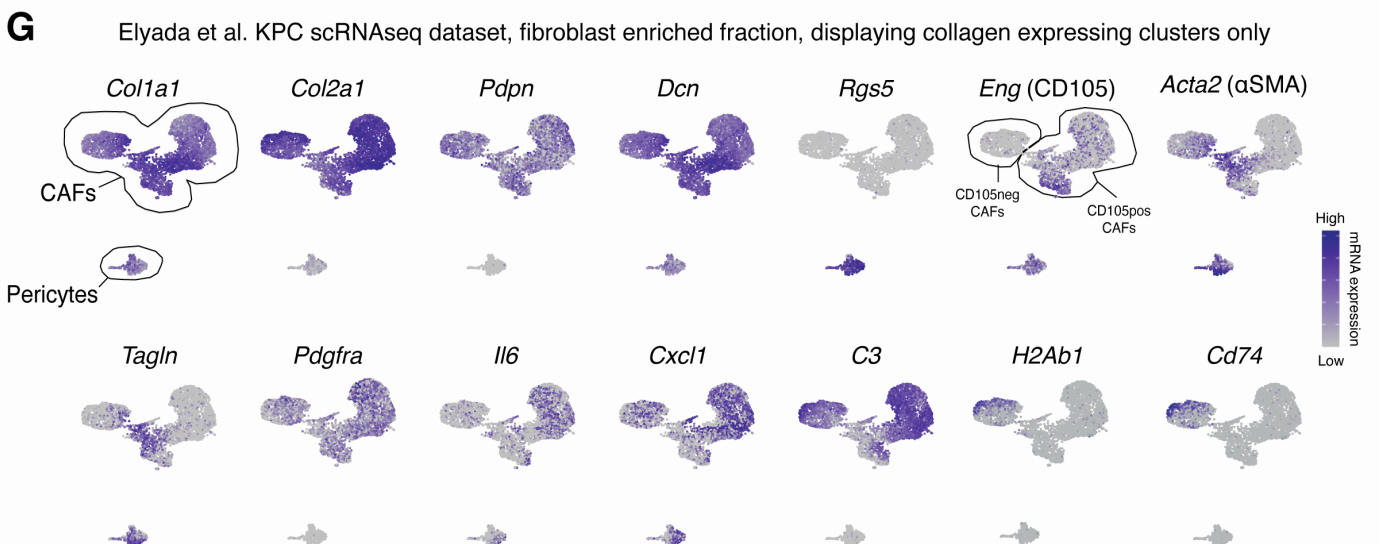 G
Elyada et al. KPC scRNAseq dataset, fibroblast enriched fraction, displaying collagen expressing clusters only
Col1a1 Col2a1 Pdpn Dcn Rgs5 Eng (CD105) Acta2 (αSMA)
CAFs
CD105neg
CAFs
CD105pos
CAFs
Pericytes
High
mRNA expression
Low
Tagln Pdgfra Il6 Cxcl1 C3 H2Ab1 Cd74